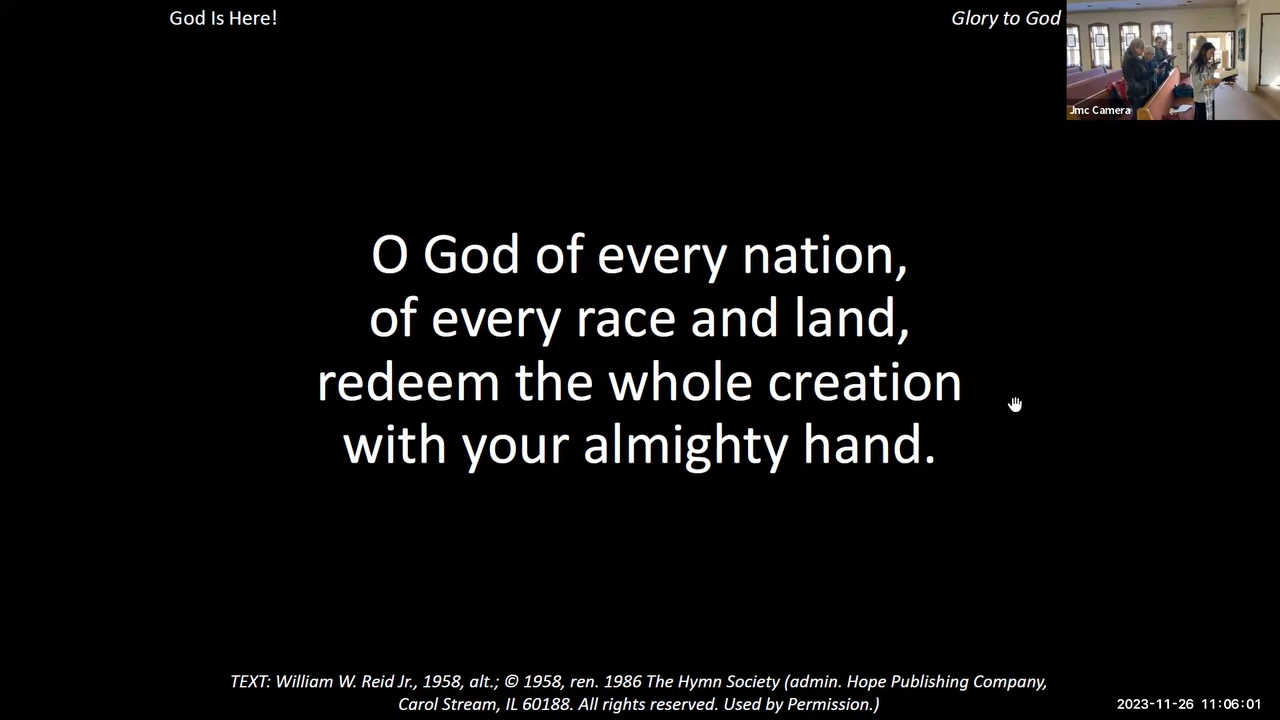 God Is Here!
Glory to God
Jmc Camera
O God of every nation,
of every race and land,
redeem the whole creation
with your almighty hand.
TEXT: William W. Reid Jr., 1958, alt.; © 1958, ren. 1986 The Hymn Society (admin. Hope Publishing Company,
Carol Stream, IL 60188. All rights reserved. Used by Permission.)
2023-11-26 11:06:01